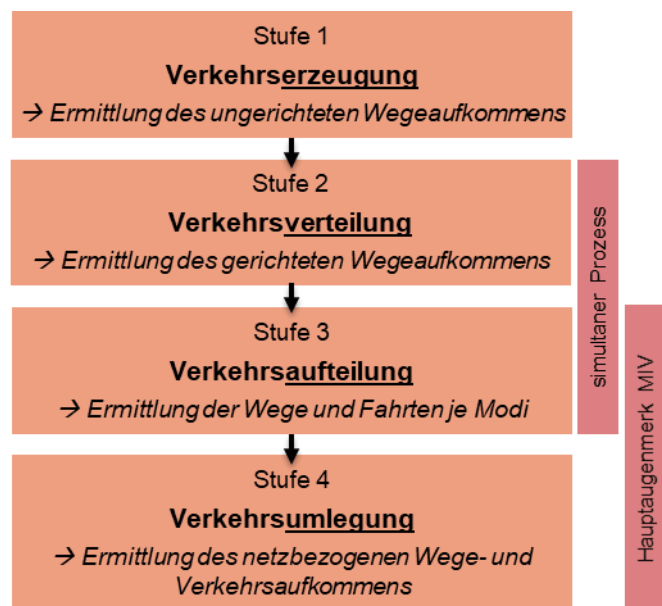 Stufe 1
Verkehrserzeugung
→ Ermittlung des ungerichteten Wegeaufkommens
Stufe 2
Verkehrsverteilung
→ Ermittlung des gerichteten Wegeaufkommens
Stufe 3
Verkehrsaufteilung
→ Ermittlung der Wege und Fahrten je Modi
Stufe 4
Verkehrsumlegung
→ Ermittlung des netzbezogenen Wege- und
Verkehrsaufkommens
simultaner Prozess
Hauptaugenmerk MIV